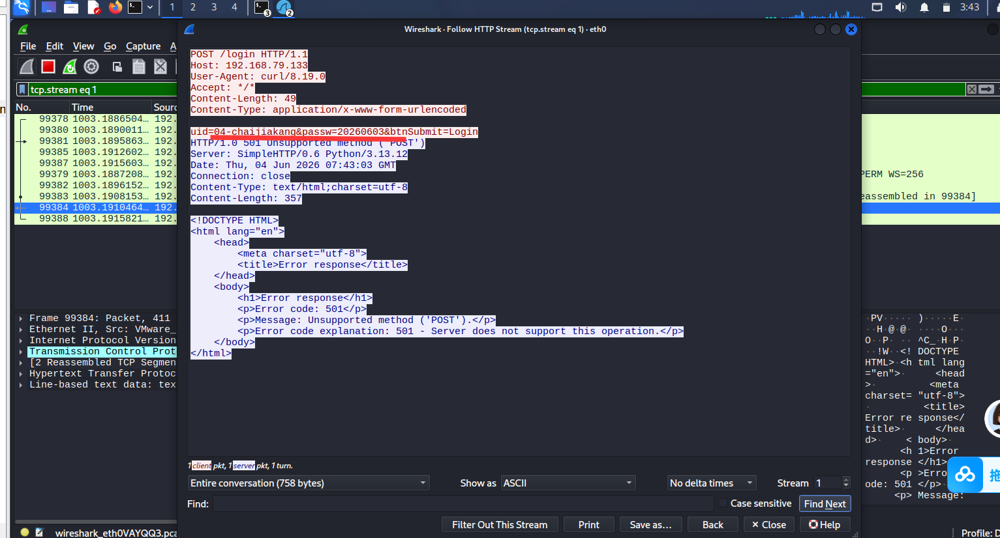 1 2 3 4 3 2 3:43
Wireshark · Follow HTTP Stream (tcp.stream eq 1) · eth0
File Edit View Go Capture A
tcp.stream eq 1
No. Time Sourc
99378 1003.1886504… 192.
99380 1003.1890011… 192.
99381 1003.1895863… 192.
99385 1003.1912602… 192.
99387 1003.1915603… 192.
99379 1003.1887208… 192.
99382 1003.1896152… 192.
99383 1003.1908153… 192.
99384 1003.1910464… 192.
99388 1003.1915821… 192.
PERM WS=256
eassembled in 99384]
POST /login HTTP/1.1
Host: 192.168.79.133
User-Agent: curl/8.19.0
Accept: */*
Content-Length: 49
Content-Type: application/x-www-form-urlencoded
uid=04-chaijiakang&passw=20260603&btnSubmit=Login
HTTP/1.0 501 Unsupported method ('POST')
Server: SimpleHTTP/0.6 Python/3.13.12
Date: Thu, 04 Jun 2026 07:43:03 GMT
Connection: close
Content-Type: text/html;charset=utf-8
Content-Length: 357
<!DOCTYPE HTML>
<html lang="en">
<head>
<meta charset="utf-8">
<title>Error response</title>
</head>
<body>
<h1>Error response</h1>
<p>Error code: 501</p>
<p>Message: Unsupported method ('POST').</p>
<p>Error code explanation: 501 - Server does not support this operation.</p>
</body>
</html>
Frame 99384: Packet, 411
Ethernet II, Src: VMware_
Internet Protocol Version
Transmission Control Prot
[2 Reassembled TCP Segmen
Hypertext Transfer Protoc
Line-based text data: tex
·PV····· )·····E·
··H·@·@· ····O···
O··P· ·· ^C_·H·P·
··!W··<! DOCTYPE
HTML>·<h tml lang
="en">· <head
>· <meta
charset= "utf-8">
· <title>
Error re sponse</
title>· </hea
d>· < body>·
<h 1>Error
response </h1>
<p >Erro
ode: 501 </p>·
<p> Message:
拖
1 client pkt, 1 server pkt, 1 turn.
Entire conversation (758 bytes) Show as ASCII No delta times Stream 1
Find: Case sensitive Find Next
Filter Out This Stream Print Save as… Back Close Help
wireshark_eth0VAYQQ3.pca Profile: D